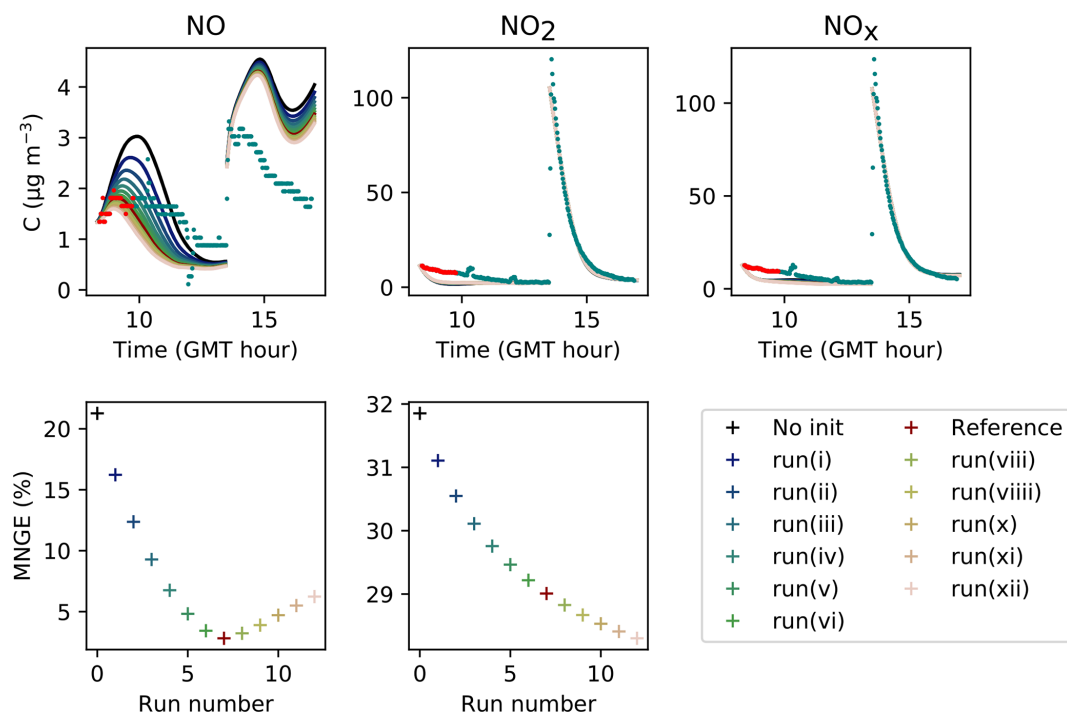 NO
NO2
NOx
C (µg m−3)
4
3
2
1
0
10
15
Time (GMT hour)
100
50
0
10
15
Time (GMT hour)
100
50
0
10
15
Time (GMT hour)
MNGE (%)
20
15
10
5
0
5
10
Run number
32
31
30
29
0
5
10
Run number
No init
run(i)
run(ii)
run(iii)
run(iv)
run(v)
run(vi)
Reference
run(viii)
run(viiii)
run(x)
run(xi)
run(xii)